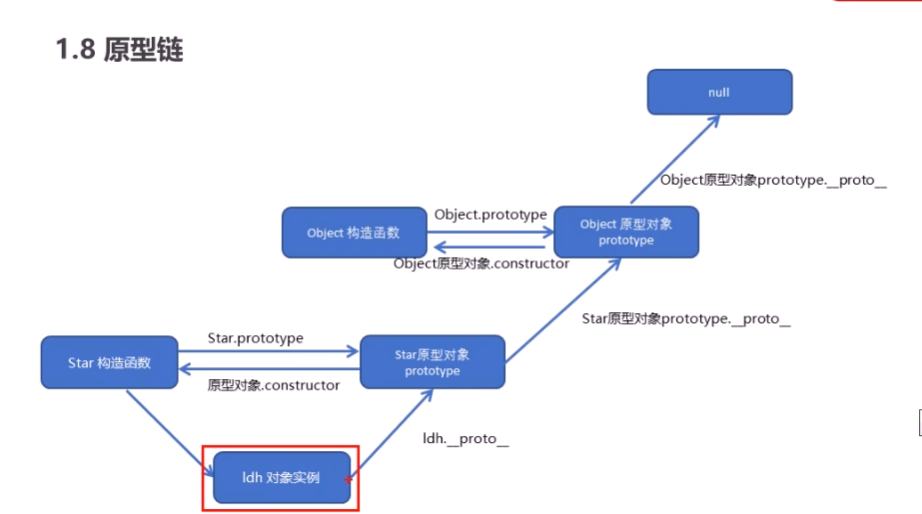 1.8 原型链
null
Object原型对象prototype.__proto__
Object.prototype
Object 构造函数
Object 原型对象
prototype
Object原型对象.constructor
Star原型对象prototype.__proto__
Star.prototype
Star 构造函数
Star原型对象
prototype
原型对象.constructor
ldh.__proto__
ldh 对象实例